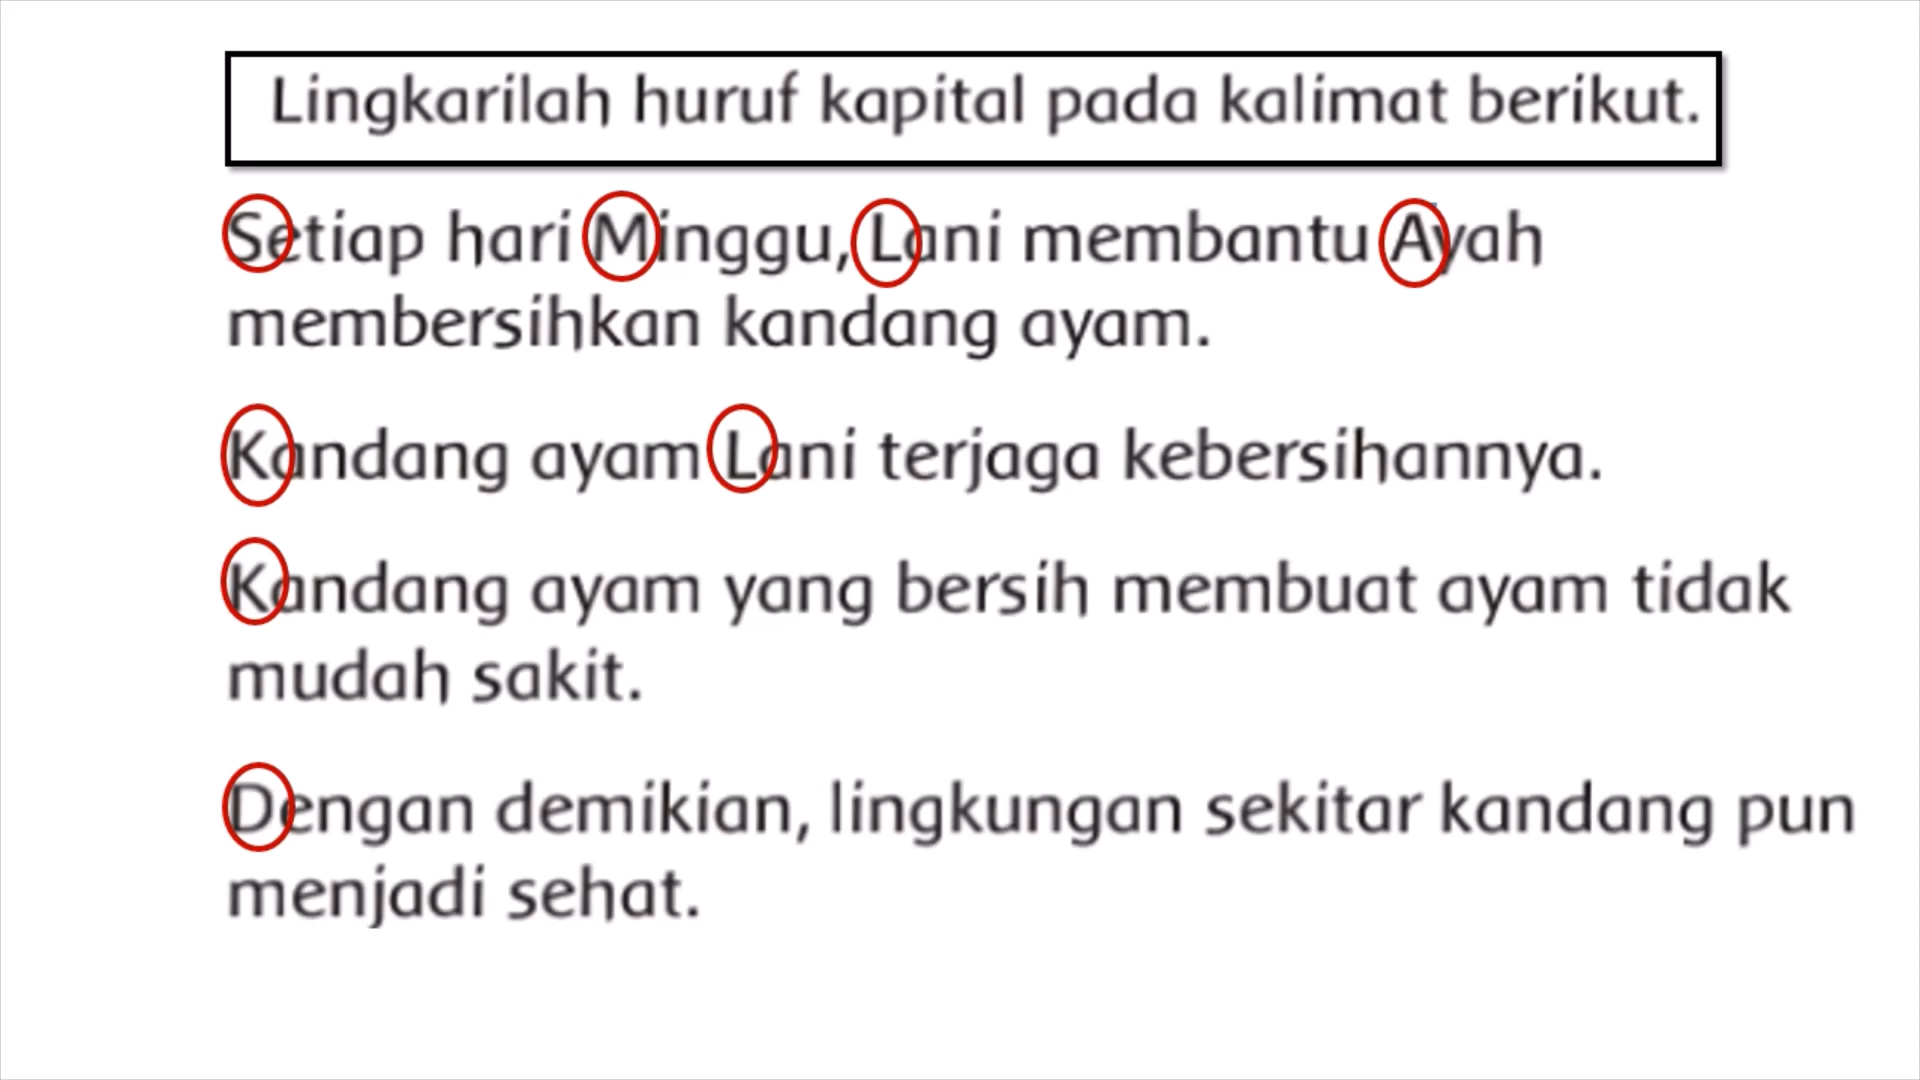 Lingkarilah huruf kapital pada kalimat berikut.
Setiap hari Minggu, Lani membantu Ayah
membersihkan kandang ayam.
Kandang ayam Lani terjaga kebersihannya.
Kandang ayam yang bersih membuat ayam tidak
mudah sakit.
Dengan demikian, lingkungan sekitar kandang pun
menjadi sehat.